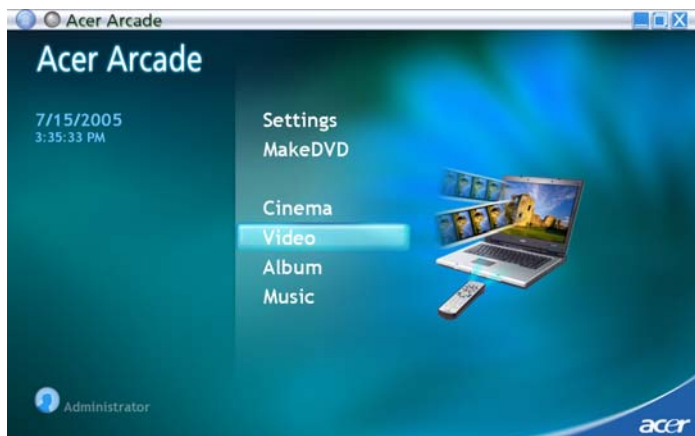 Acer Arcade
Acer Arcade
7/15/2005
3:35:33 PM
Settings
MakeDVD
Cinema
Video
Album
Music
Administrator
acer